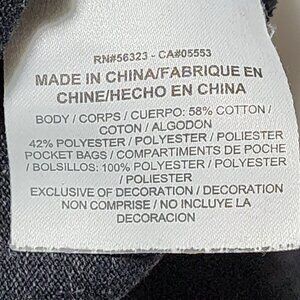 RN#56323 - CA#05553
MADE IN CHINA/FABRIQUE EN
CHINE/HECHO EN CHINA
BODY / CORPS / CUERPO: 58% COTTON /
COTON / ALGODÓN
42% POLYESTER / POLYESTER / POLIESTER
POCKET BAGS / COMPARTIMENTS DE POCHE
/ BOLSILLOS: 100% POLYESTER / POLYESTER
/ POLIESTER
EXCLUSIVE OF DECORATION / DECORATION
NON COMPRISE / NO INCLUYE LA
DECORACION